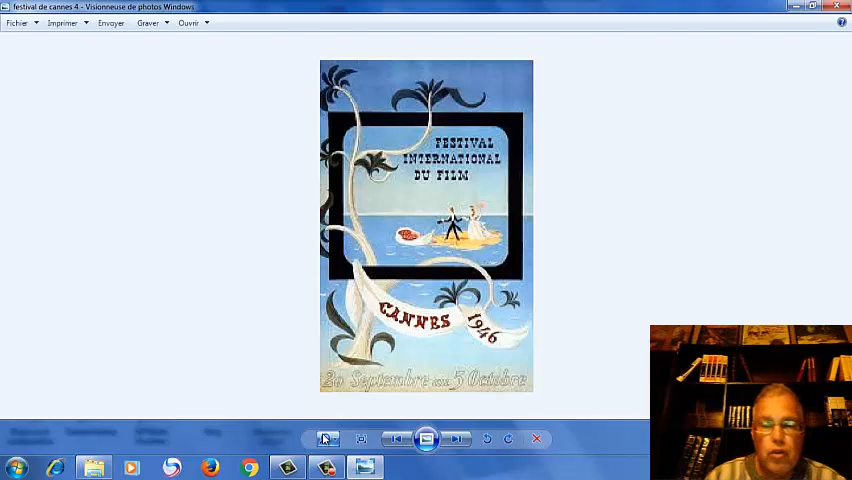 festival de cannes 4 - Visionneuse de photos Windows
Fichier Imprimer Envoyer Graver Ouvrir
FESTIVAL
INTERNATIONAL
DU FILM
CANNES 1946
20 Septembre au 5 Octobre